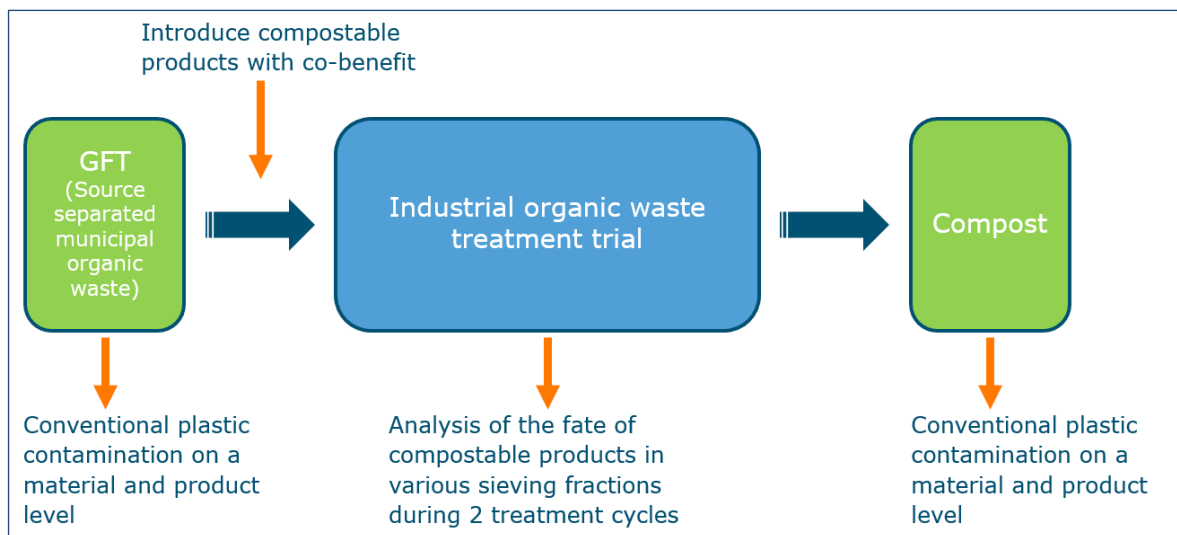 Introduce compostable
products with co-benefit
GFT
(Source
separated
municipal
organic
waste)
Industrial organic waste
treatment trial
Compost
Conventional plastic
contamination on a
material and product
level
Analysis of the fate of
compostable products in
various sieving fractions
during 2 treatment cycles
Conventional plastic
contamination on a
material and product
level